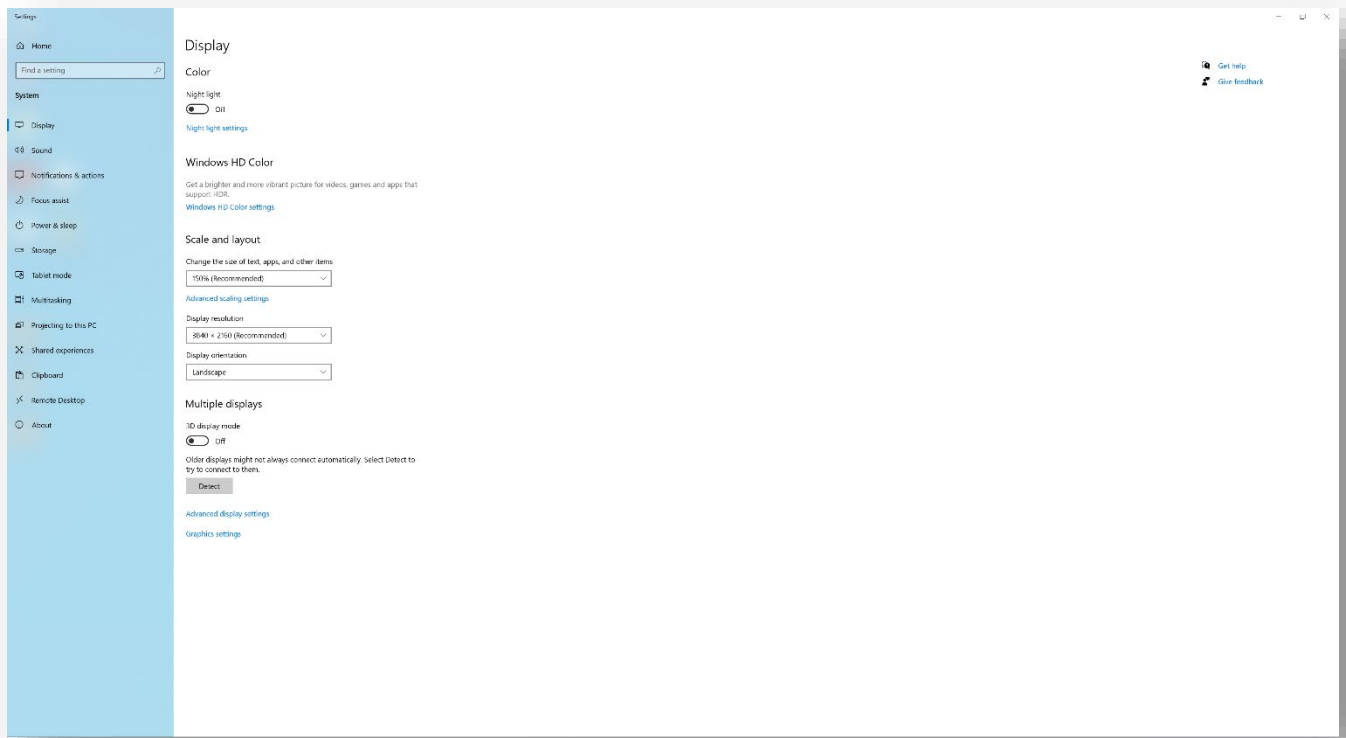 Settings
Home
Find a setting
System
Display
Sound
Notifications & actions
Focus assist
Power & sleep
Storage
Tablet mode
Multitasking
Projecting to this PC
Shared experiences
Clipboard
Remote Desktop
About
Display
Color
Night light
Off
Night light settings
Windows HD Color
Get a brighter and more vibrant picture for videos, games and apps that
support HDR.
Windows HD Color settings
Scale and layout
Change the size of text, apps, and other items
150% (Recommended)
Advanced scaling settings
Display resolution
3840 × 2160 (Recommended)
Display orientation
Landscape
Multiple displays
3D display mode
Off
Older displays might not always connect automatically. Select Detect to
try to connect to them.
Detect
Advanced display settings
Graphics settings
Get help
Give feedback